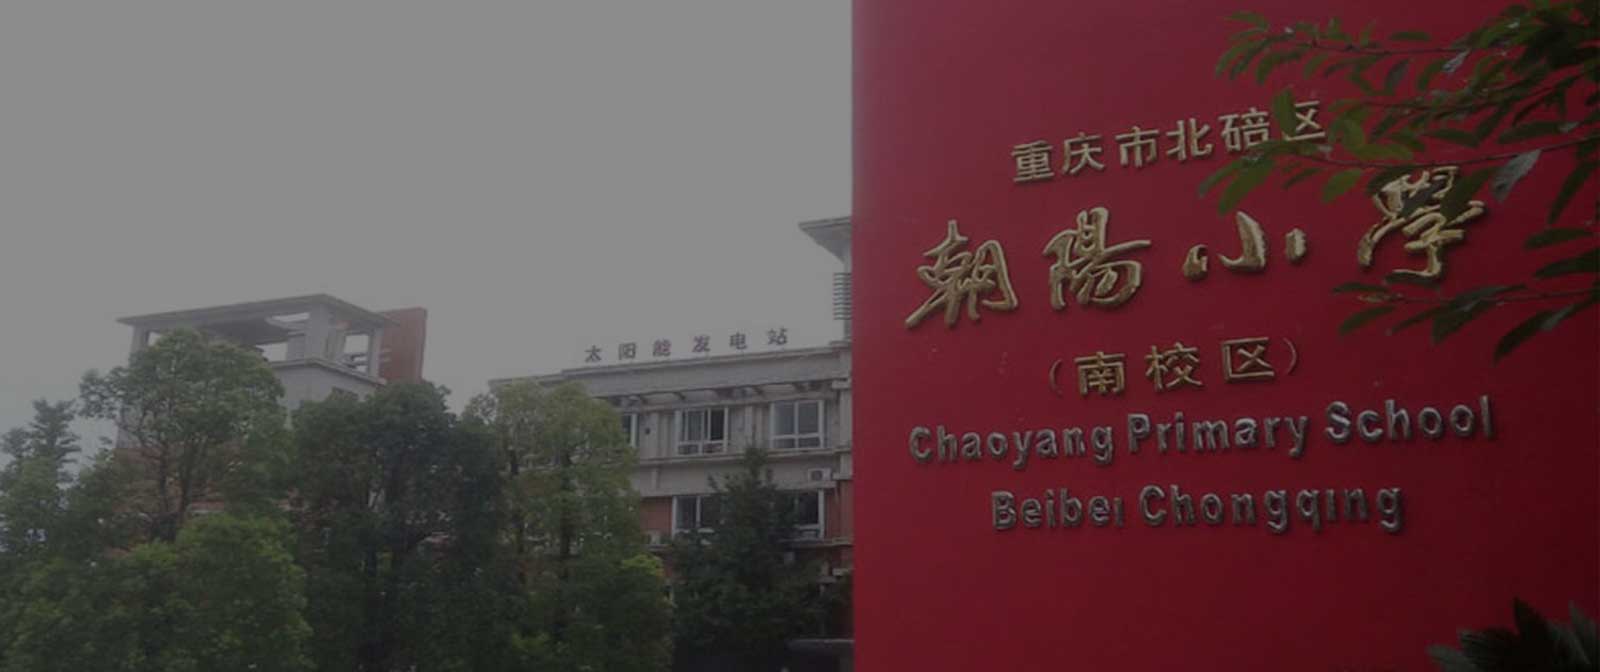 太阳能发电站
重庆市北碚区
朝陽小學
（南校区）
Chaoyang Primary School
Beibei Chongqing